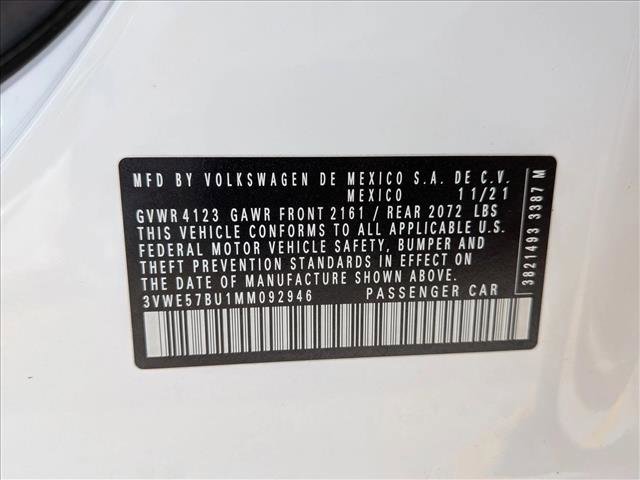 MFD BY VOLKSWAGEN DE MEXICO S.A. DE C.V.
MEXICO 11/21
GVWR 4123 GAWR FRONT 2161 / REAR 2072 LBS
THIS VEHICLE CONFORMS TO ALL APPLICABLE U.S.
FEDERAL MOTOR VEHICLE SAFETY, BUMPER AND
THEFT PREVENTION STANDARDS IN EFFECT ON
THE DATE OF MANUFACTURE SHOWN ABOVE.
3VWE57BU1MM092946 PASSENGER CAR
3821493 3387 M